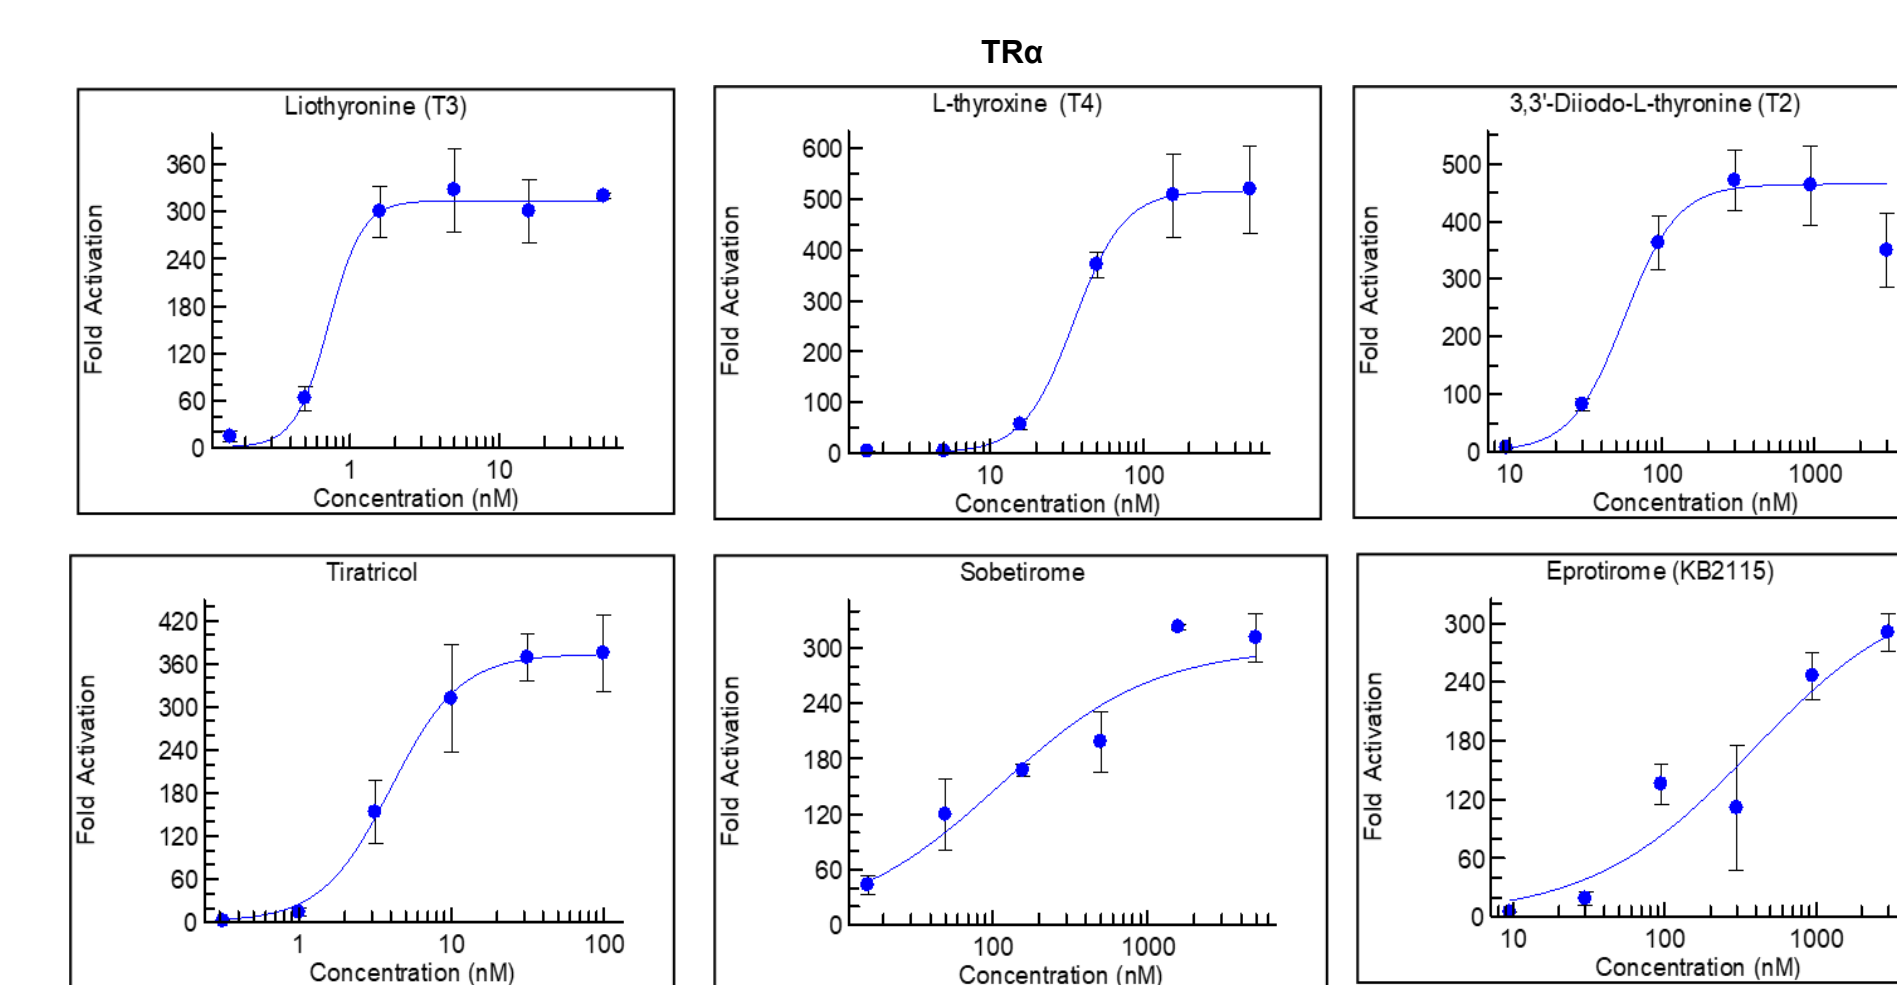 TRα
Liothyronine (T3)
360
300
240
180
120
60
0
Fold Activation
1 10
Concentration (nM)
L-thyroxine (T4)
600
500
400
300
200
100
0
Fold Activation
10 100
Concentration (nM)
3,3'-Diiodo-L-thyronine (T2)
500
400
300
200
100
0
Fold Activation
10 100 1000
Concentration (nM)
Tiratricol
420
360
300
240
180
120
60
0
Fold Activation
1 10 100
Concentration (nM)
Sobetirome
300
240
180
120
60
0
Fold Activation
100 1000
Concentration (nM)
Eprotirome (KB2115)
300
240
180
120
60
0
Fold Activation
10 100 1000
Concentration (nM)